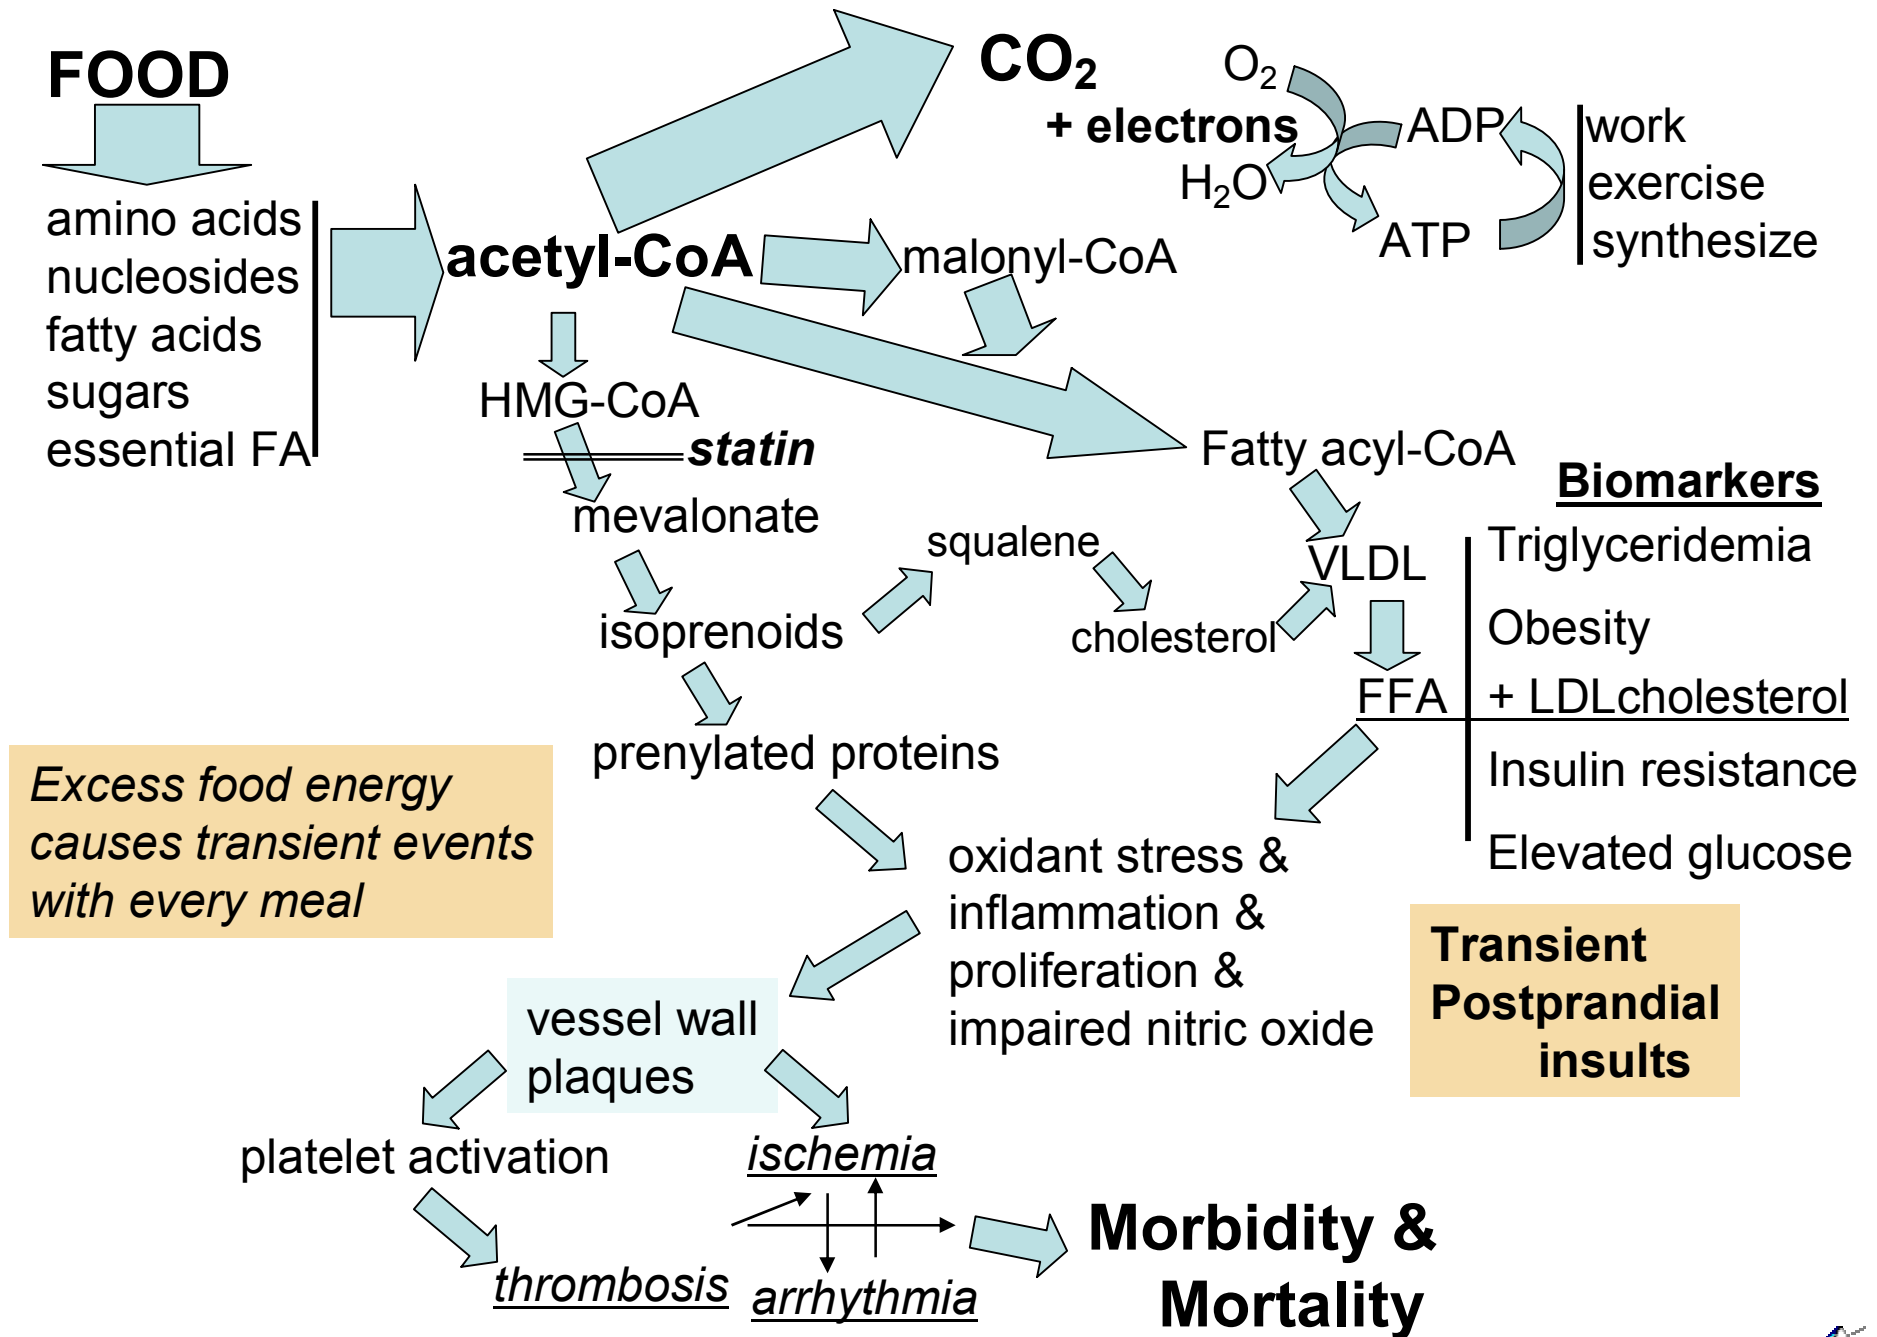 FOOD
amino acids
nucleosides
fatty acids
sugars
essential FA
acetyl-CoA
CO₂
+ electrons
O₂
H₂O
ADP
ATP
work
exercise
synthesize
malonyl-CoA
HMG-CoA
statin
mevalonate
Fatty acyl-CoA
squalene
isoprenoids
cholesterol
VLDL
FFA
Biomarkers
Triglyceridemia
Obesity
+ LDLcholesterol
Insulin resistance
Elevated glucose
prenylated proteins
Excess food energy
causes transient events
with every meal
oxidant stress &
inflammation &
proliferation &
impaired nitric oxide
Transient
Postprandial
insults
vessel wall
plaques
platelet activation
ischemia
thrombosis
arrhythmia
Morbidity &
Mortality